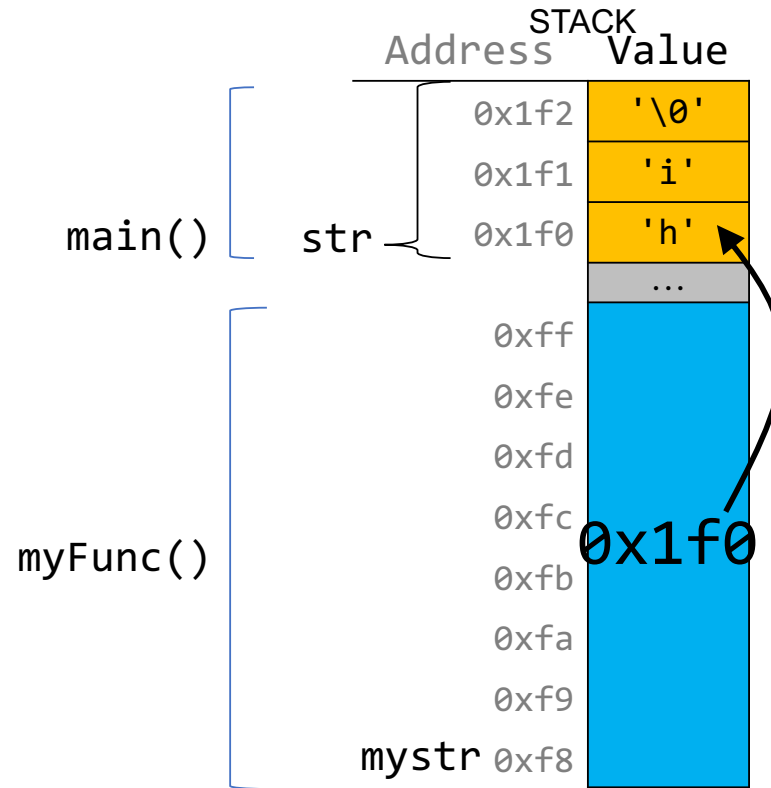 STACK
Address Value
0x1f2 '\0'
0x1f1 'i'
main() str 0x1f0 'h'
...
0xff
0xfe
0xfd
0xfc
0x1f0
myFunc() 0xfb
0xfa
0xf9
mystr 0xf8